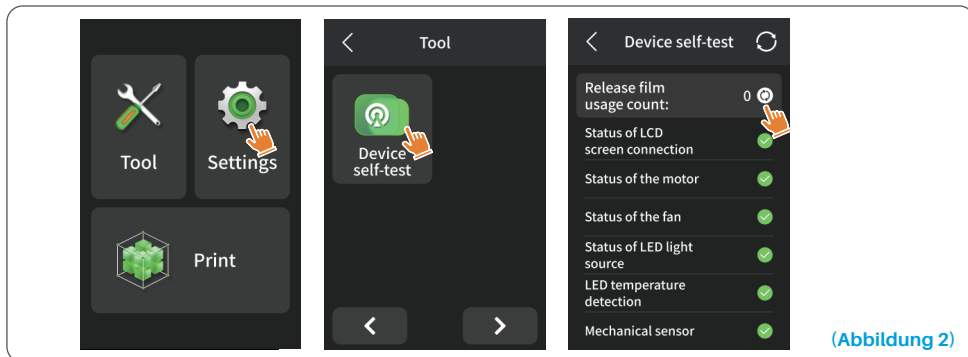 Tool
Settings
Print
Tool
Device
self-test
Device self-test
Release film
usage count:
0
Status of LCD
screen connection
Status of the motor
Status of the fan
Status of LED light
source
LED temperature
detection
Mechanical sensor
(Abbildung 2)